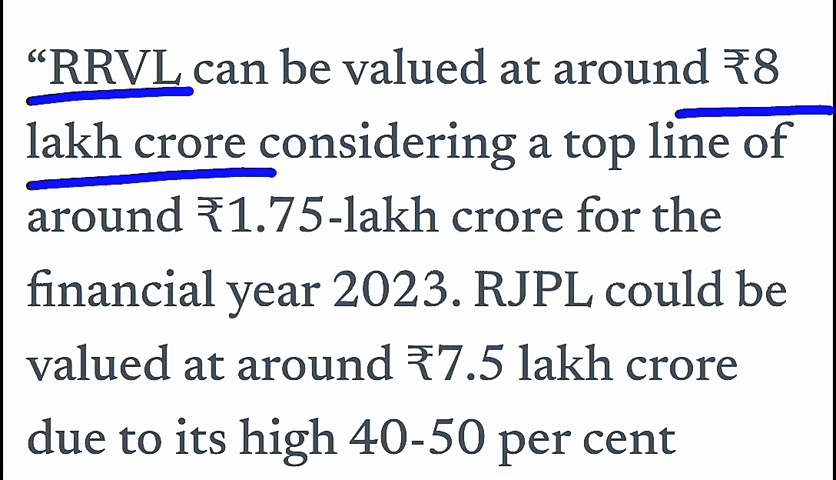 “RRVL can be valued at around ₹8
lakh crore considering a top line of
around ₹1.75-lakh crore for the
financial year 2023. RJPL could be
valued at around ₹7.5 lakh crore
due to its high 40-50 per cent